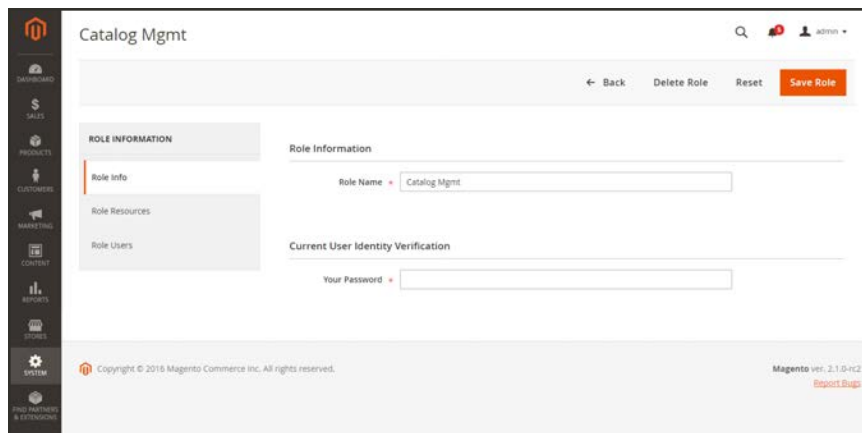 Catalog Mgmt
5
admin
DASHBOARD
SALES
PRODUCTS
CUSTOMERS
MARKETING
CONTENT
REPORTS
STORES
SYSTEM
FIND PARTNERS
& EXTENSIONS
← Back Delete Role Reset Save Role
ROLE INFORMATION
Role Info
Role Resources
Role Users
Role Information
Role Name * Catalog Mgmt
Current User Identity Verification
Your Password *
Copyright © 2016 Magento Commerce Inc. All rights reserved.
Magento ver. 2.1.0-rc2
Report Bugs